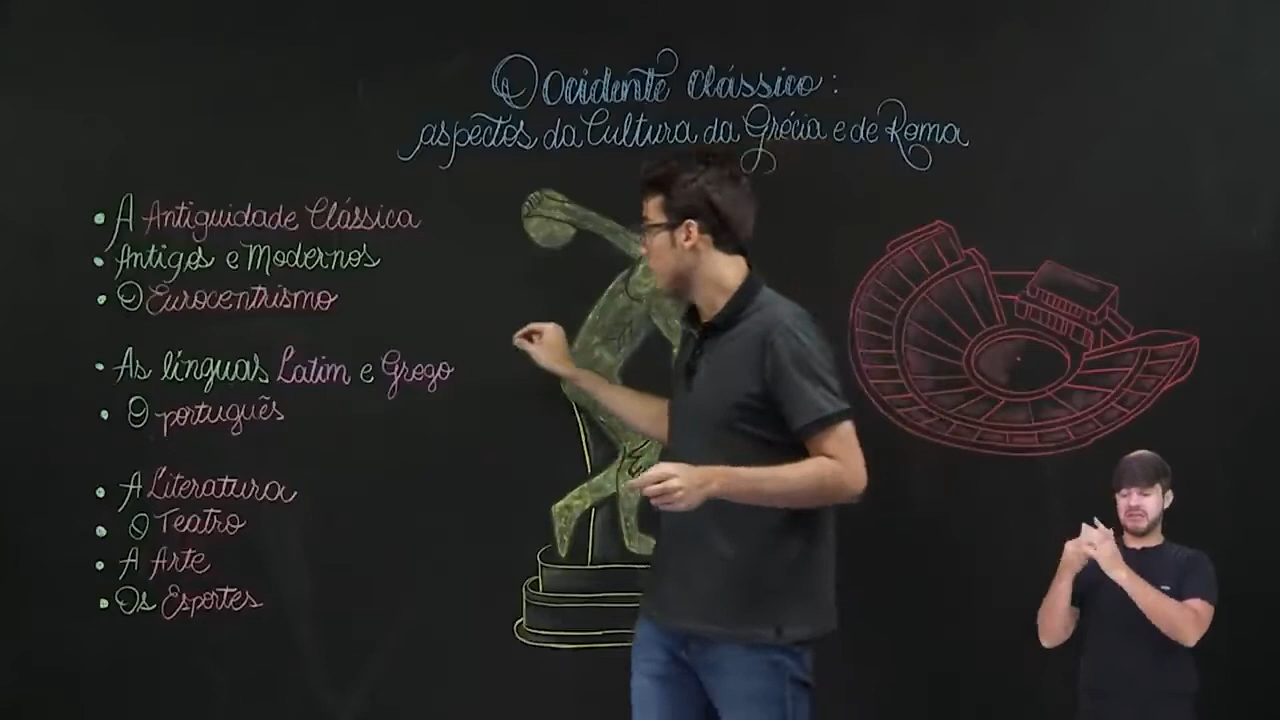 O Ocidente Clássico:
aspectos da Cultura da Grécia e de Roma
• A Antiguidade Clássica
• Antigos e Modernos
• O Eurocentrismo
• As línguas Latim e Grego
• O português
• A Literatura
• O Teatro
• A Arte
• Os Esportes